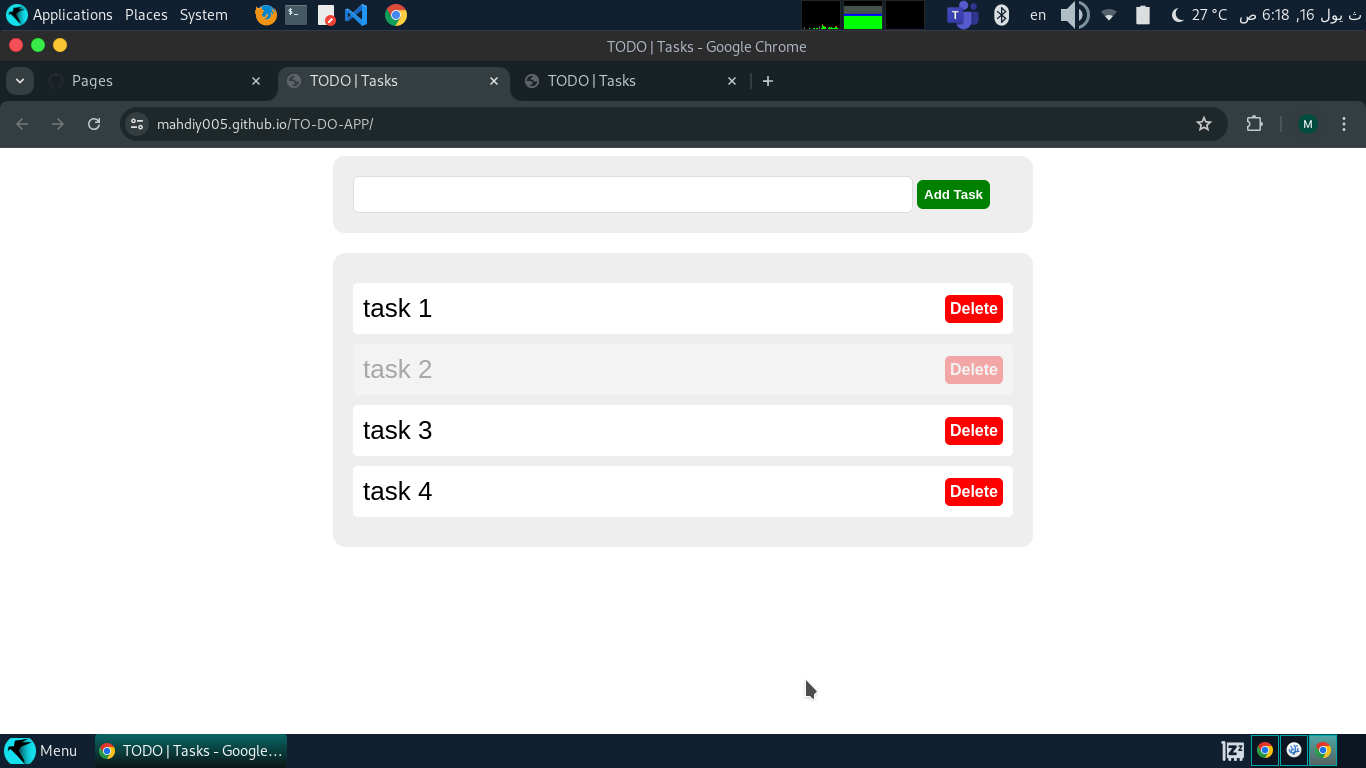 Applications Places System en 27 °C ث يول 16, 6:18 ص
TODO | Tasks - Google Chrome
Pages TODO | Tasks TODO | Tasks
mahdiy005.github.io/TO-DO-APP/ M
Add Task
task 1 Delete
task 2 Delete
task 3 Delete
task 4 Delete
Menu TODO | Tasks - Google...